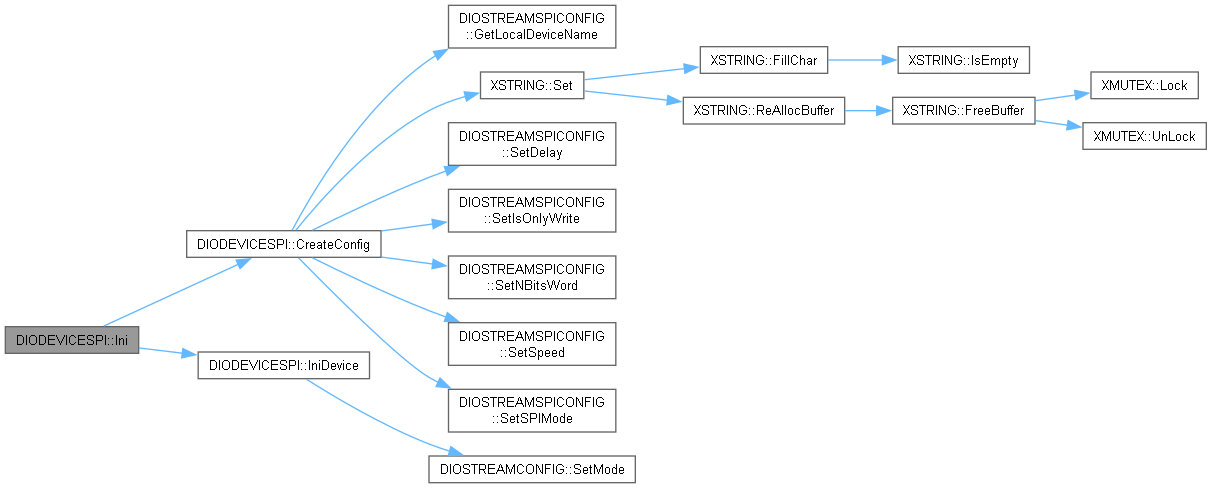 DIOSTREAMSPICONFIG
::GetLocalDeviceName
XSTRING::FillChar
XSTRING::IsEmpty
XSTRING::Set
XMUTEX::Lock
XSTRING::ReAllocBuffer
XSTRING::FreeBuffer
XMUTEX::UnLock
DIOSTREAMSPICONFIG
::SetDelay
DIOSTREAMSPICONFIG
::SetIsOnlyWrite
DIODEVICESPI::CreateConfig
DIOSTREAMSPICONFIG
::SetNBitsWord
DIOSTREAMSPICONFIG
::SetSpeed
DIODEVICESPI::Ini
DIODEVICESPI::IniDevice
DIOSTREAMSPICONFIG
::SetSPIMode
DIOSTREAMCONFIG::SetMode